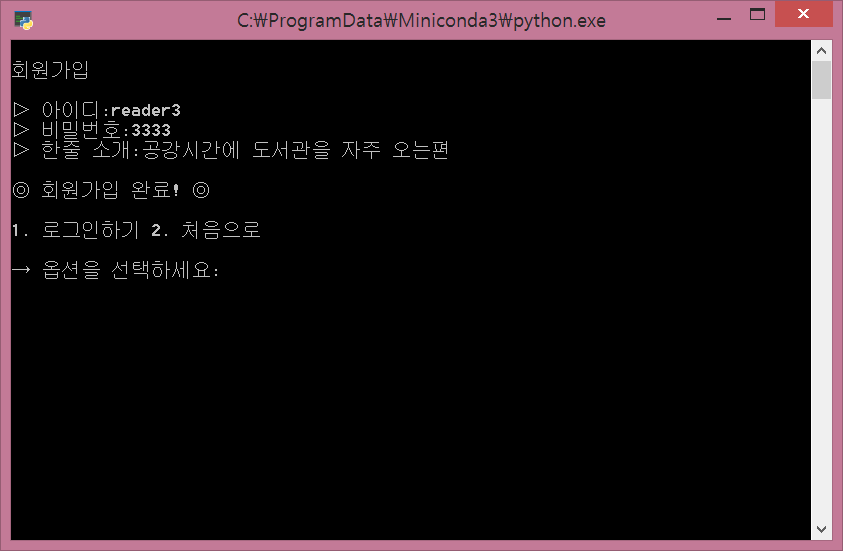 C:₩ProgramData₩Miniconda3₩python.exe
회원가입
▷ 아이디:reader3
▷ 비밀번호:3333
▷ 한줄 소개:공강시간에 도서관을 자주 오는편
◎ 회원가입 완료! ◎
1. 로그인하기 2. 처음으로
→ 옵션을 선택하세요: